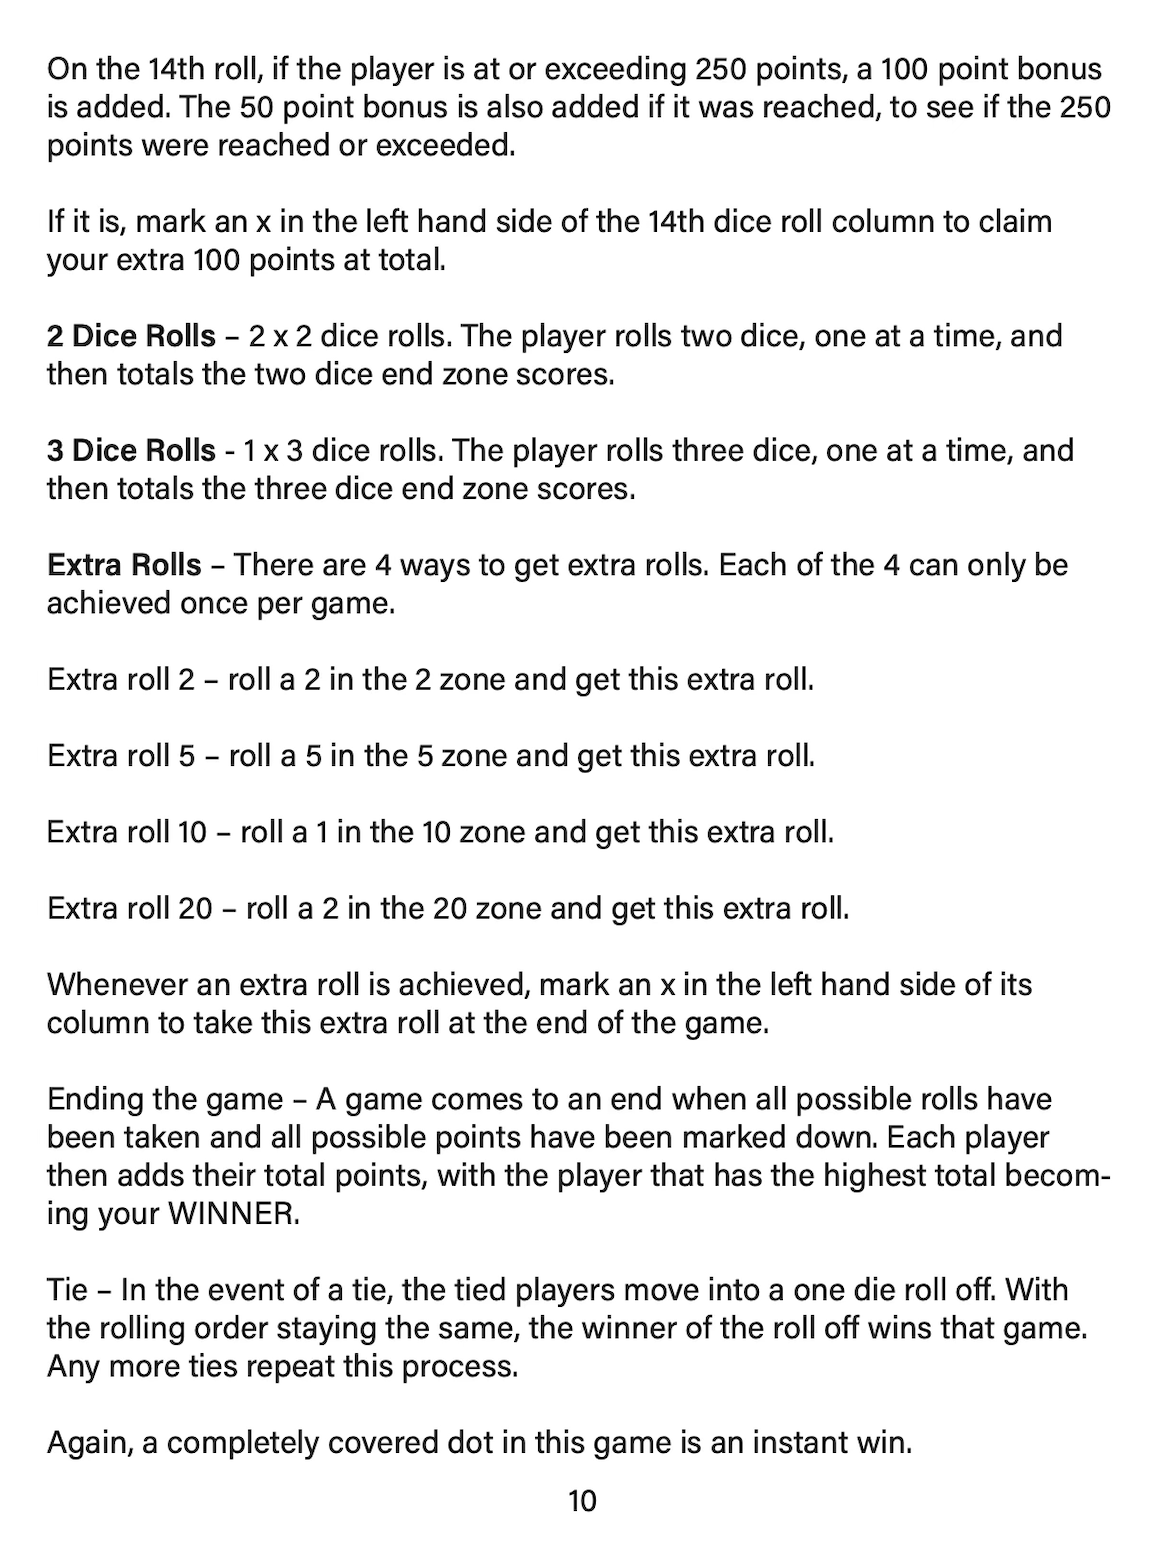 On the 14th roll, if the player is at or exceeding 250 points, a 100 point bonus
is added. The 50 point bonus is also added if it was reached, to see if the 250
points were reached or exceeded.
If it is, mark an x in the left hand side of the 14th dice roll column to claim
your extra 100 points at total.
2 Dice Rolls – 2 x 2 dice rolls. The player rolls two dice, one at a time, and
then totals the two dice end zone scores.
3 Dice Rolls - 1 x 3 dice rolls. The player rolls three dice, one at a time, and
then totals the three dice end zone scores.
Extra Rolls – There are 4 ways to get extra rolls. Each of the 4 can only be
achieved once per game.
Extra roll 2 – roll a 2 in the 2 zone and get this extra roll.
Extra roll 5 – roll a 5 in the 5 zone and get this extra roll.
Extra roll 10 – roll a 1 in the 10 zone and get this extra roll.
Extra roll 20 – roll a 2 in the 20 zone and get this extra roll.
Whenever an extra roll is achieved, mark an x in the left hand side of its
column to take this extra roll at the end of the game.
Ending the game – A game comes to an end when all possible rolls have
been taken and all possible points have been marked down. Each player
then adds their total points, with the player that has the highest total becom-
ing your WINNER.
Tie – In the event of a tie, the tied players move into a one die roll off. With
the rolling order staying the same, the winner of the roll off wins that game.
Any more ties repeat this process.
Again, a completely covered dot in this game is an instant win.
10